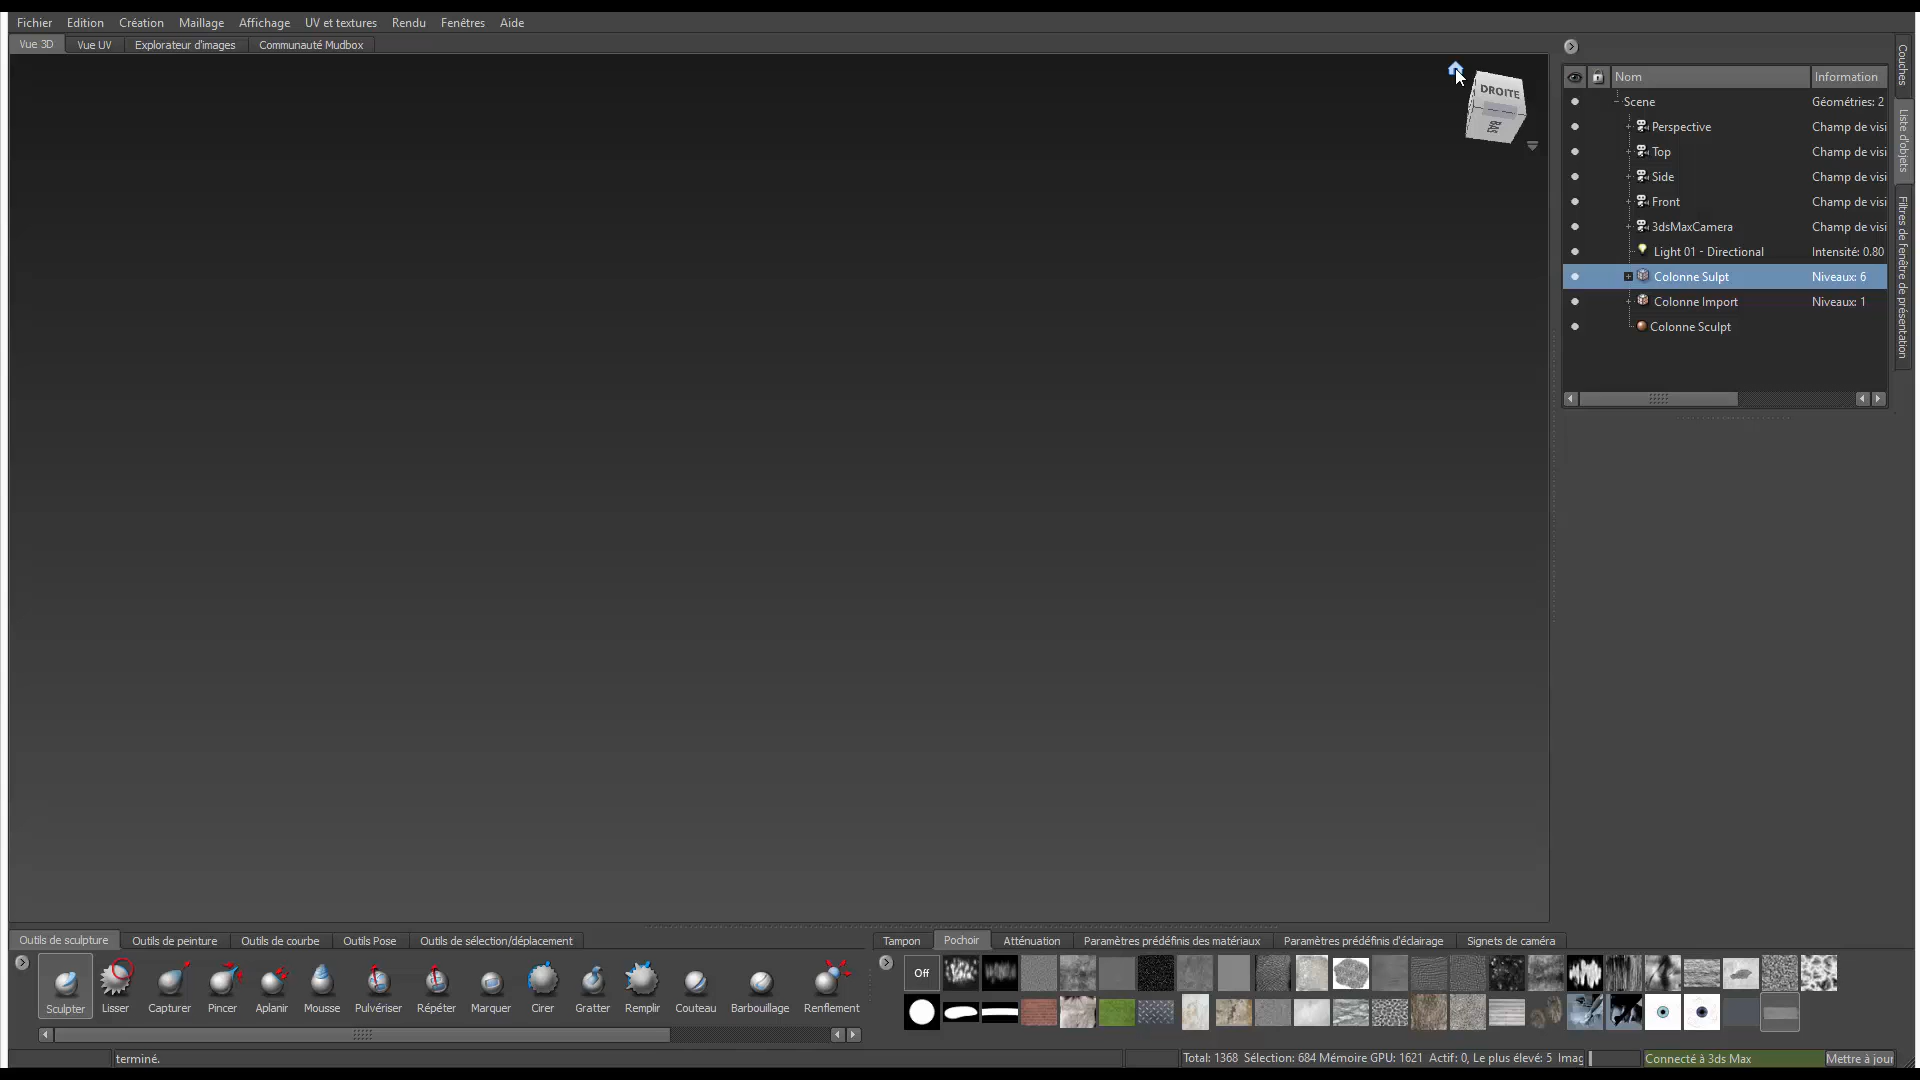 Fichier Edition Création Maillage Affichage UV et textures Rendu Fenêtres Aide
Vue 3D Vue UV Explorateur d'images Communauté Mudbox
DROITE
BAS
Nom Information
Scene Géométries: 2
Perspective Champ de visi
Top Champ de visi
Side Champ de visi
Front Champ de visi
3dsMaxCamera Champ de visi
Light 01 - Directional Intensité: 0.80
Colonne Sulpt Niveaux: 6
Colonne Import Niveaux: 1
Colonne Sculpt
Couches
Liste d'objets
Filtres de fenêtre de présentation
Outils de sculpture Outils de peinture Outils de courbe Outils Pose Outils de sélection/déplacement
Sculpter Lisser Capturer Pincer Aplanir Mousse Pulvériser Répéter Marquer Cirer Gratter Remplir Couteau Barbouillage Renflement
Tampon Pochoir Atténuation Paramètres prédéfinis des matériaux Paramètres prédéfinis d'éclairage Signets de caméra
Off
terminé.
Total: 1368 Sélection: 684 Mémoire GPU: 1621 Actif: 0, Le plus élevé: 5 Imag
Connecté à 3ds Max Mettre à jour